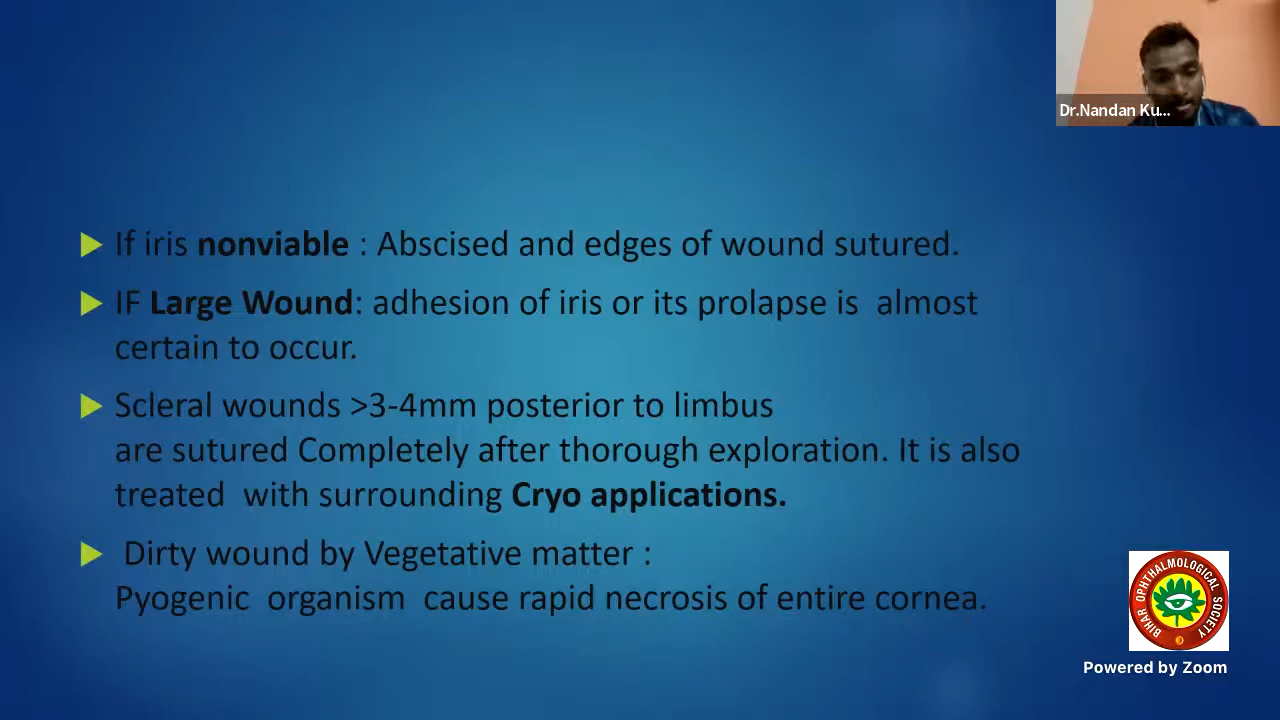 Dr.Nandan Ku...
If iris nonviable : Abscised and edges of wound sutured.
IF Large Wound: adhesion of iris or its prolapse is almost
certain to occur.
Scleral wounds >3-4mm posterior to limbus
are sutured Completely after thorough exploration. It is also
treated with surrounding Cryo applications.
Dirty wound by Vegetative matter :
Pyogenic organism cause rapid necrosis of entire cornea.
BIHAR OPHTHALMOLOGICAL SOCIETY
Powered by Zoom